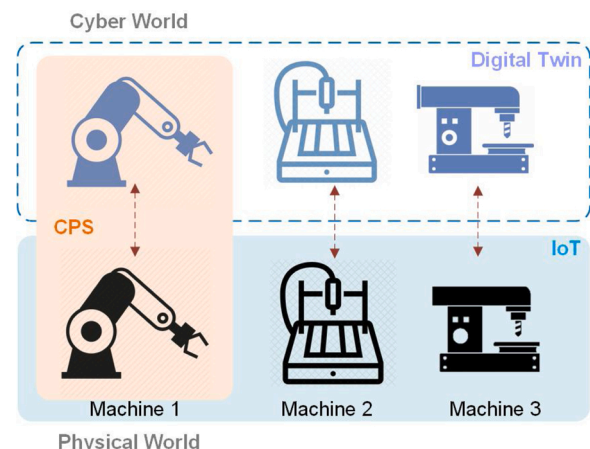 Cyber World
Digital Twin
CPS
IoT
Machine 1
Machine 2
Machine 3
Physical World